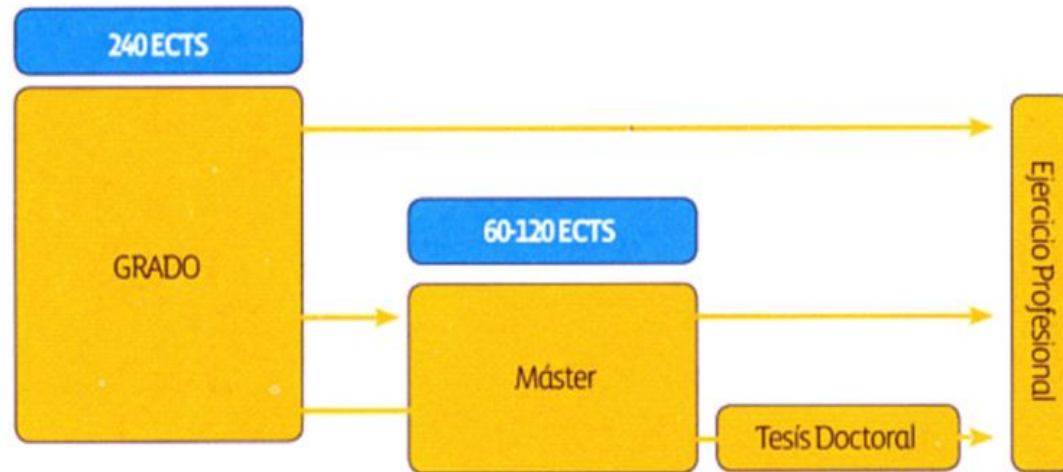 240 ECTS
GRADO
60-120 ECTS
Máster
Tesís Doctoral
Ejercicio Profesional